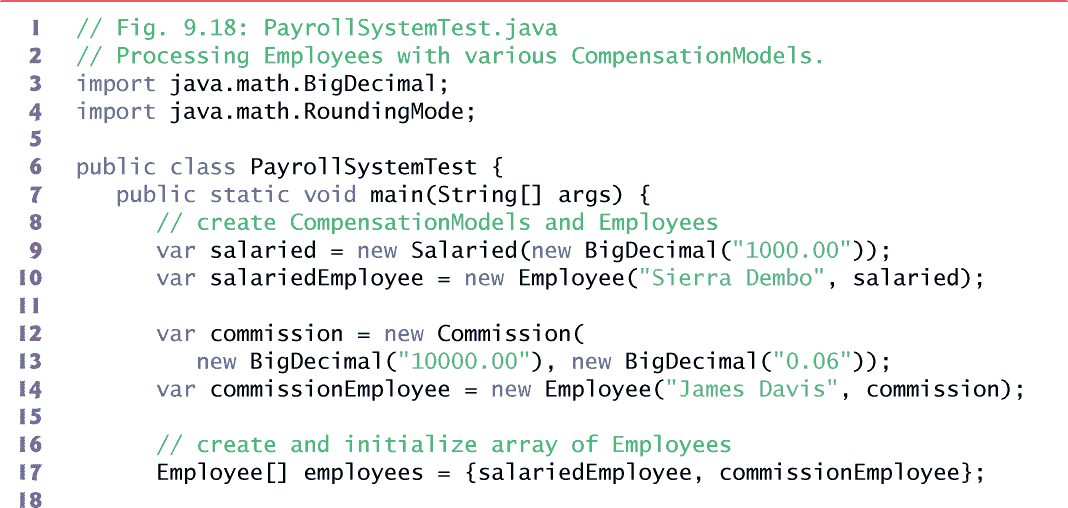 1 // Fig. 9.18: PayrollSystemTest.java
2 // Processing Employees with various CompensationModels.
3 import java.math.BigDecimal;
4 import java.math.RoundingMode;
5
6 public class PayrollSystemTest {
7 public static void main(String[] args) {
8 // create CompensationModels and Employees
9 var salaried = new Salaried(new BigDecimal("1000.00"));
10 var salariedEmployee = new Employee("Sierra Dembo", salaried);
11
12 var commission = new Commission(
13 new BigDecimal("10000.00"), new BigDecimal("0.06"));
14 var commissionEmployee = new Employee("James Davis", commission);
15
16 // create and initialize array of Employees
17 Employee[] employees = {salariedEmployee, commissionEmployee};
18